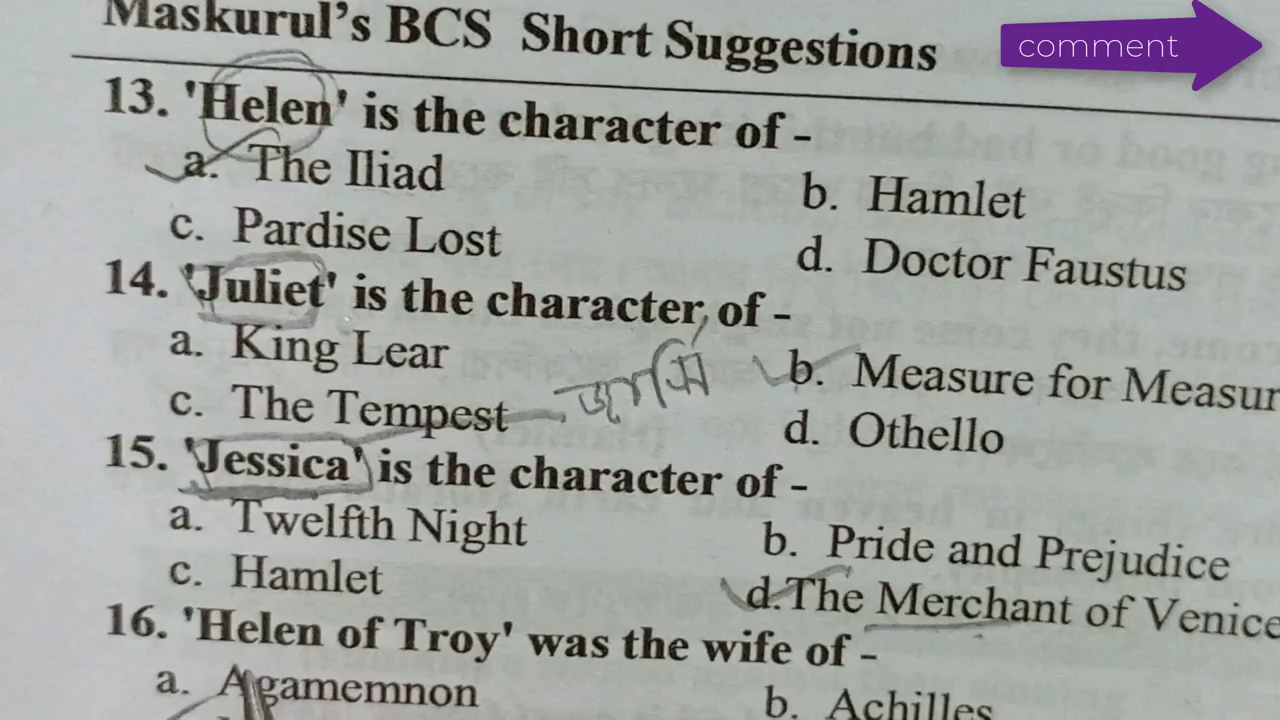 Maskurul's BCS Short Suggestions
comment
13. 'Helen' is the character of -
a. The Iliad
b. Hamlet
c. Pardise Lost
d. Doctor Faustus
14. 'Juliet' is the character of -
a. King Lear
b. Measure for Measur
c. The Tempest
d. Othello
15. 'Jessica' is the character of -
a. Twelfth Night
b. Pride and Prejudice
c. Hamlet
d.The Merchant of Venice
16. 'Helen of Troy' was the wife of -
a. Agamemnon
b. Achilles